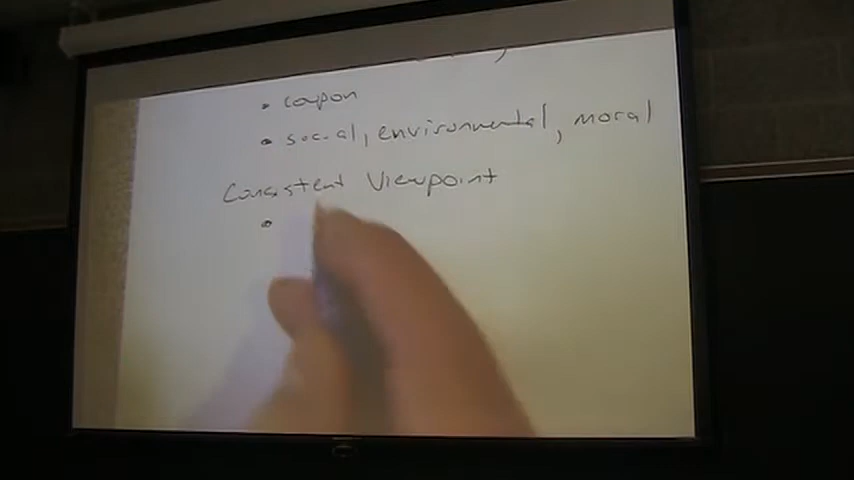 • coupon
• social, environmental, moral
Consistent Viewpoint
•